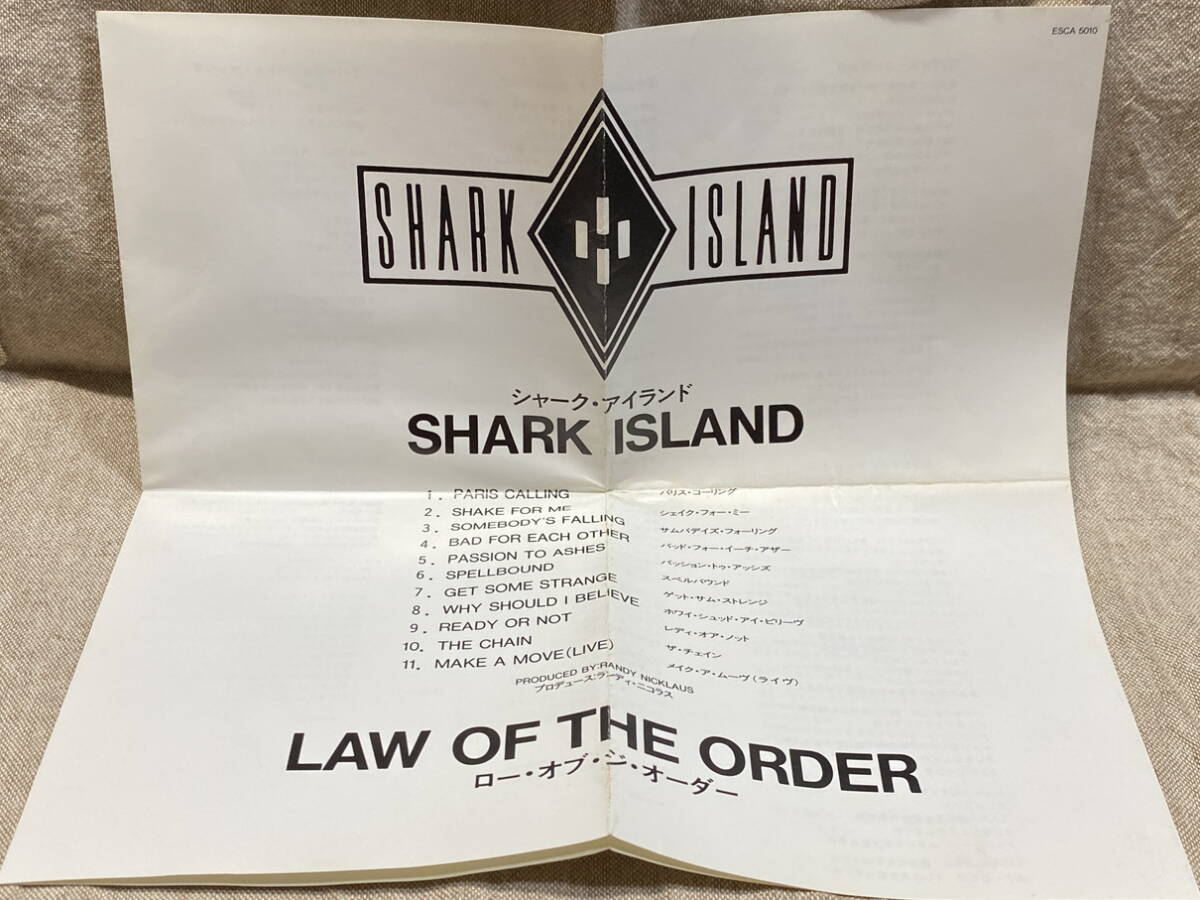 ESCA 5010
SHARK ISLAND
シャーク・アイランド
SHARK ISLAND
1. PARIS CALLING パリス・コーリング
2. SHAKE FOR ME シェイク・フォー・ミー
3. SOMEBODY'S FALLING サムバデイズ・フォーリング
4. BAD FOR EACH OTHER バッド・フォー・イーチ・アザー
5. PASSION TO ASHES パッション・トゥ・アッシズ
6. SPELLBOUND スペルバウンド
7. GET SOME STRANGE ゲット・サム・ストレンジ
8. WHY SHOULD I BELIEVE ホワイ・シュッド・アイ・ビリーヴ
9. READY OR NOT レディ・オア・ノット
10. THE CHAIN ザ・チェイン
11. MAKE A MOVE(LIVE) メイク・ア・ムーヴ(ライヴ)
PRODUCED BY:RANDY NICKLAUS
プロデュース:ランディ・ニコラス
LAW OF THE ORDER
ロー・オブ・ジ・オーダー